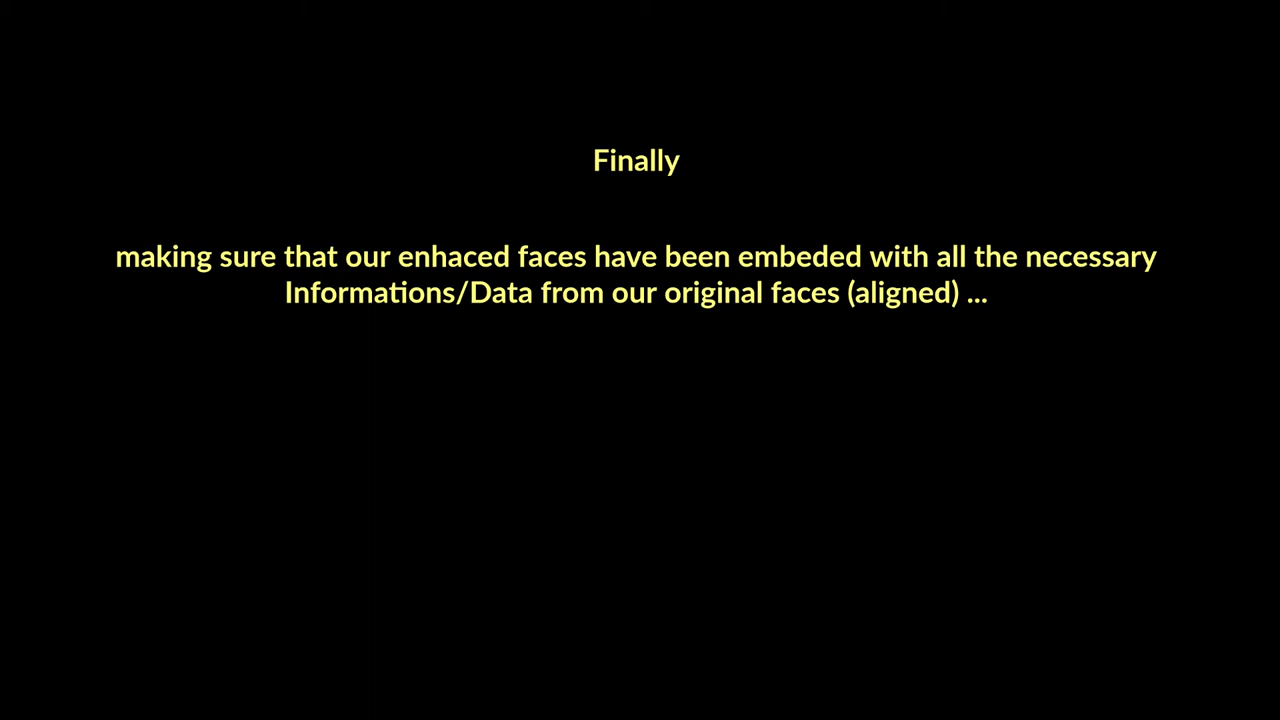 Finally
making sure that our enhaced faces have been embeded with all the necessary
Informations/Data from our original faces (aligned) ...